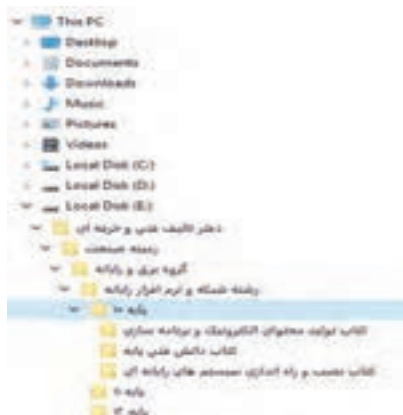 This PC
Desktop
Documents
Downloads
Music
Pictures
Videos
Local Disk (C:)
Local Disk (D:)
Local Disk (E:)
دفتر تالیف فنی و حرفه ای
زمینه صنعت
گروه برق و رایانه
رشته شبکه و نرم افزار رایانه
پایه ۱۰
کتاب تولید محتوای الکترونیک و برنامه سازی
کتاب دانش فنی پایه
کتاب نصب و راه اندازی سیستم های رایانه ای
پایه ۱۱
پایه ۱۲